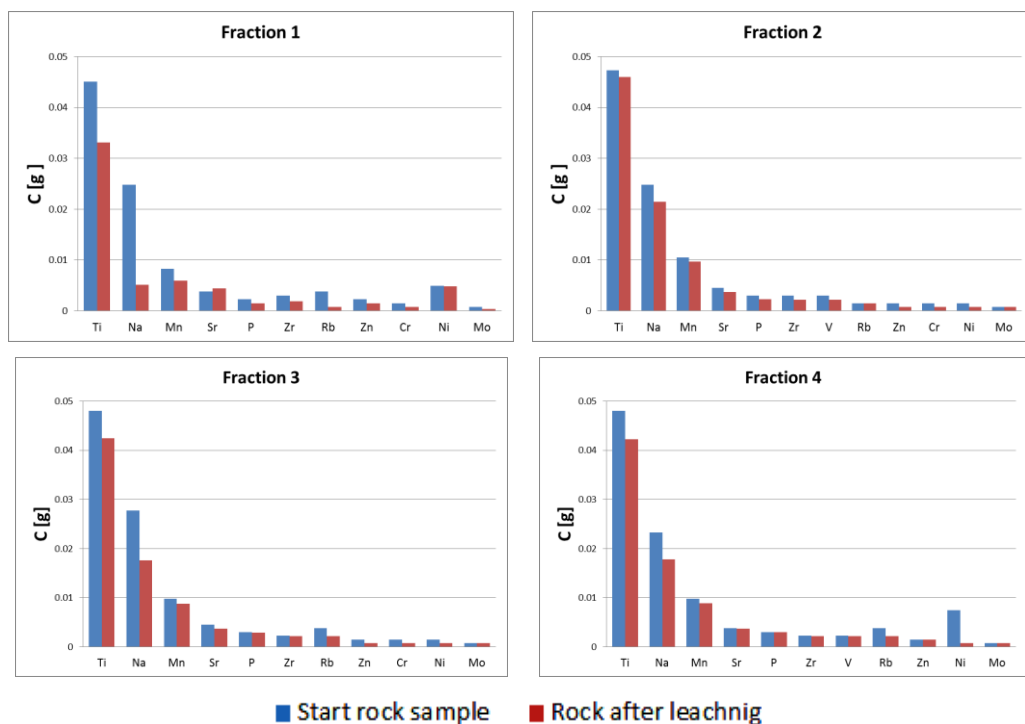 Fraction 1
0.05
0.04
0.03
0.02
0.01
0
C [g ]
Ti Na Mn Sr P Zr Rb Zn Cr Ni Mo
Fraction 2
0.05
0.04
0.03
0.02
0.01
0
C [g]
Ti Na Mn Sr P Zr V Rb Zn Cr Ni Mo
Fraction 3
0.05
0.04
0.03
0.02
0.01
0
C [g]
Ti Na Mn Sr P Zr Rb Zn Cr Ni Mo
Fraction 4
0.05
0.04
0.03
0.02
0.01
0
C [g]
Ti Na Mn Sr P Zr V Rb Zn Ni Mo
Start rock sample Rock after leachnig